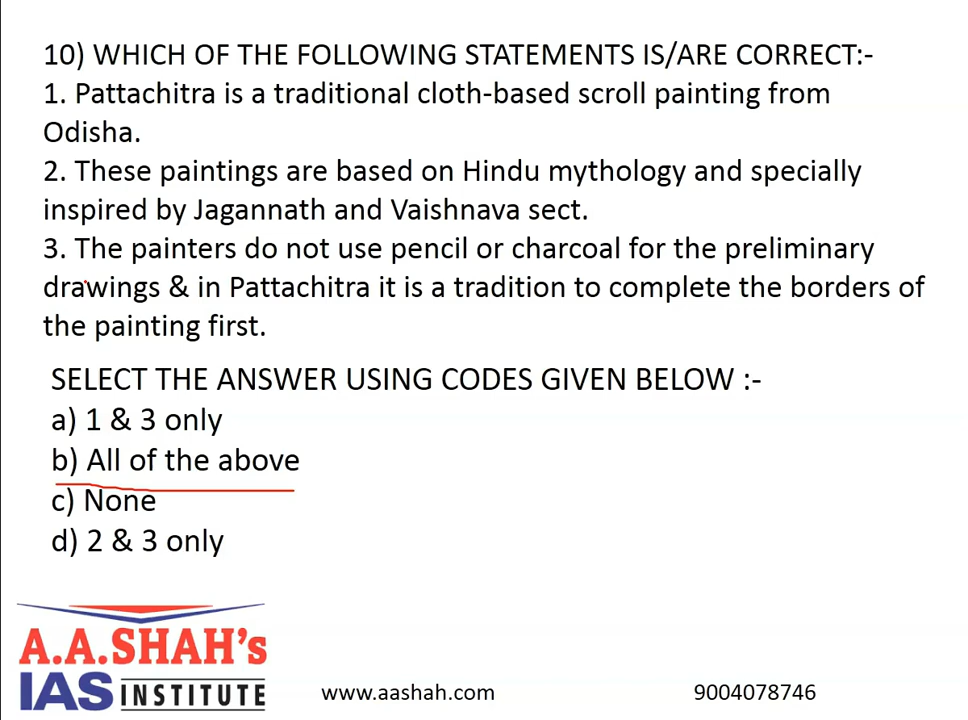 10) WHICH OF THE FOLLOWING STATEMENTS IS/ARE CORRECT:-
1. Pattachitra is a traditional cloth-based scroll painting from
Odisha.
2. These paintings are based on Hindu mythology and specially
inspired by Jagannath and Vaishnava sect.
3. The painters do not use pencil or charcoal for the preliminary
drawings & in Pattachitra it is a tradition to complete the borders of
the painting first.
SELECT THE ANSWER USING CODES GIVEN BELOW :-
a) 1 & 3 only
b) All of the above
c) None
d) 2 & 3 only
A.A.SHAH's
IAS INSTITUTE
www.aashah.com
9004078746